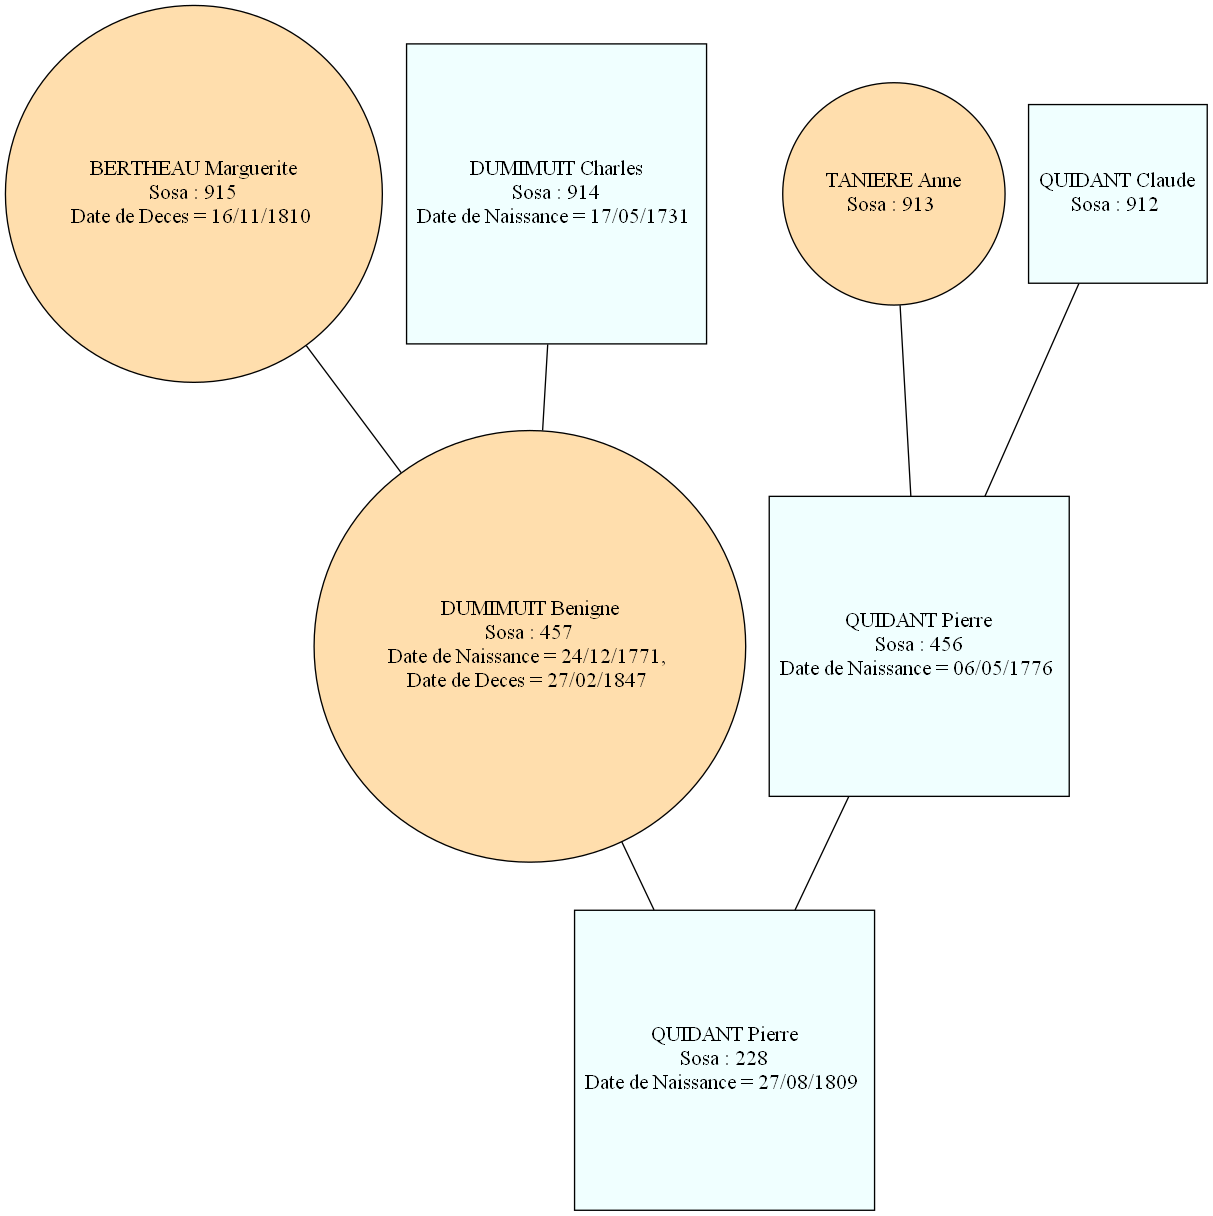 BERTHEAU Marguerite
Sosa : 915
Date de Deces = 16/11/1810
DUMIMUIT Charles
Sosa : 914
Date de Naissance = 17/05/1731
TANIERE Anne
Sosa : 913
QUIDANT Claude
Sosa : 912
DUMIMUIT Benigne
Sosa : 457
Date de Naissance = 24/12/1771,
Date de Deces = 27/02/1847
QUIDANT Pierre
Sosa : 456
Date de Naissance = 06/05/1776
QUIDANT Pierre
Sosa : 228
Date de Naissance = 27/08/1809